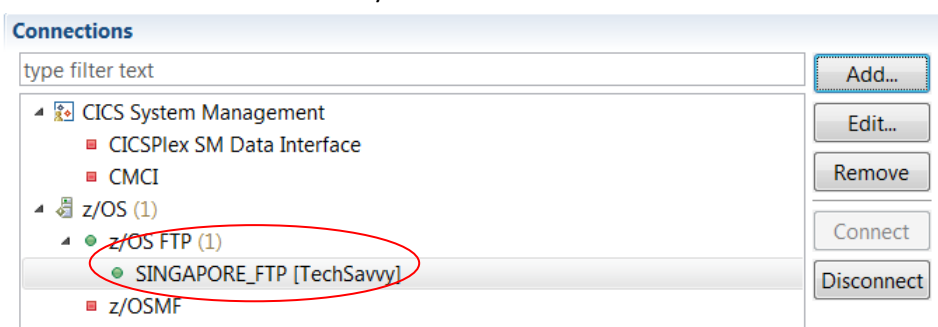 Connections
type filter text
Add...
CICS System Management
Edit...
CICSPlex SM Data Interface
CMCI
Remove
z/OS (1)
z/OS FTP (1)
Connect
SINGAPORE_FTP [TechSavvy]
Disconnect
z/OSMF